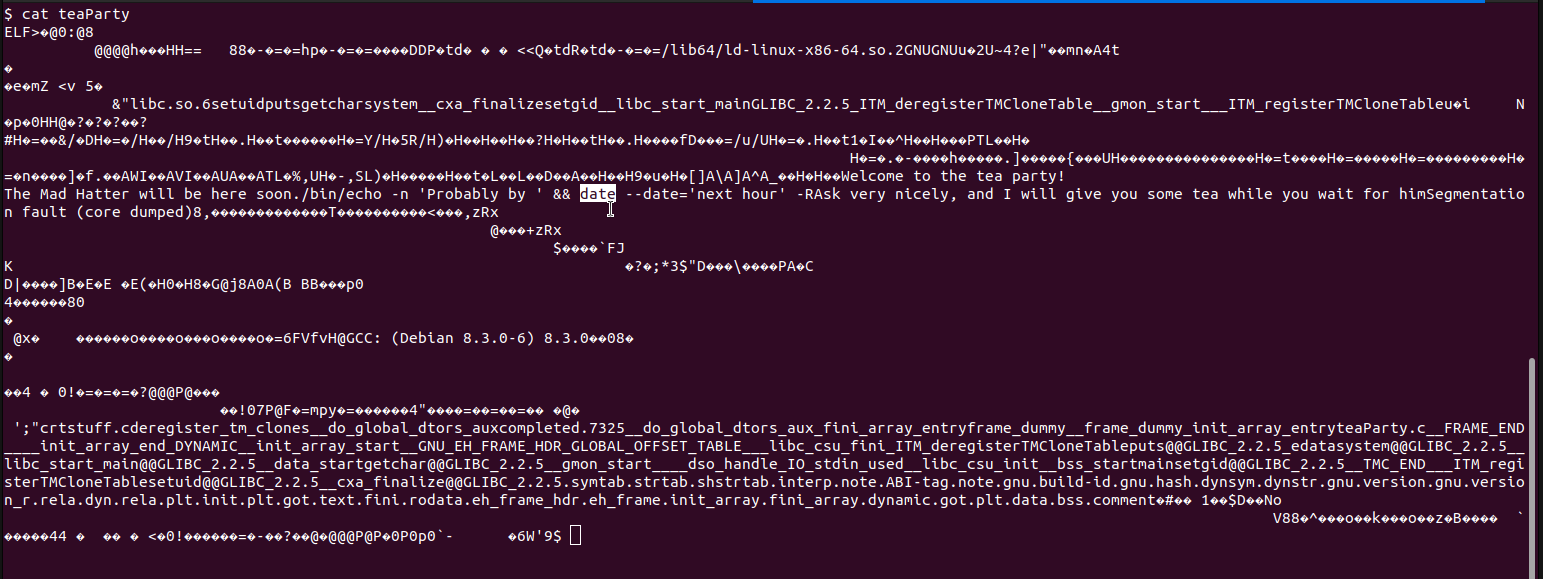 $ cat teaParty
ELF>�@0:@8
@@@@h���HH== 88�-�=�=hp�-�=�=����DDP�td� � � <<Q�tdR�td�-�=�=/lib64/ld-linux-x86-64.so.2GNUGNUu�2U~4?e|"��mn�A4t
�
�e�mZ <v 5�
&"libc.so.6setuidputsgetcharsystem__cxa_finalizesetgid__libc_start_mainGLIBC_2.2.5_ITM_deregisterTMCloneTable__gmon_start___ITM_registerTMCloneTableu�i N
�p�0HH@�?�?�?��?
#H�=��&/�DH�=�/H��/H9�tH��.H��t������H�=Y/H�5R/H)�H��H��H��?H�H��tH��.H����fD���=/u/UH�=�.H��t1�I��^H��H���PTL��H�
H�=�.�-����h�����.]�����{���UH���������������H�=t����H�=�����H�=���������H�
=�n����]�f.��AWI��AVI��AUA��ATL�%,UH�-,SL)�H�����H��t�L��L��D��A��H��H9�u�H�[]A\A]A^A_��H�H��Welcome to the tea party!
The Mad Hatter will be here soon./bin/echo -n 'Probably by ' && date --date='next hour' -RAsk very nicely, and I will give you some tea while you wait for himSegmentatio
n fault (core dumped)8,�������������T����������<���,zRx
@���+zRx
$����`FJ
K �?�;*3$"D���\����PA�C
D|����]B�E�E �E(�H0�H8�G@j8A0A(B BB���p0
4������80
�
@x� ������o����o���o����o�=6FVfvH@GCC: (Debian 8.3.0-6) 8.3.0��08�
�
��4 � 0!�=�=�=�?@@@P@���
��!07P@F�=mpy�=������4"����=��=��=�� �@�
';"crtstuff.cderegister_tm_clones__do_global_dtors_auxcompleted.7325__do_global_dtors_aux_fini_array_entryframe_dummy__frame_dummy_init_array_entryteaParty.c__FRAME_END
____init_array_end_DYNAMIC__init_array_start__GNU_EH_FRAME_HDR_GLOBAL_OFFSET_TABLE___libc_csu_fini_ITM_deregisterTMCloneTableputs@@GLIBC_2.2.5_edatasystem@@GLIBC_2.2.5__
libc_start_main@@GLIBC_2.2.5__data_startgetchar@@GLIBC_2.2.5__gmon_start____dso_handle_IO_stdin_used__libc_csu_init__bss_startmainsetgid@@GLIBC_2.2.5__TMC_END___ITM_regi
sterTMCloneTablesetuid@@GLIBC_2.2.5__cxa_finalize@@GLIBC_2.2.5.symtab.strtab.shstrtab.interp.note.ABI-tag.note.gnu.build-id.gnu.hash.dynsym.dynstr.gnu.version.gnu.versio
n_r.rela.dyn.rela.plt.init.plt.got.text.fini.rodata.eh_frame_hdr.eh_frame.init_array.fini_array.dynamic.got.plt.data.bss.comment�#�� 1��$D��No
V88�^���o��k���o��z�B���� `
�����44 � �� � <�0!������=�-��?��@�@@@P@P�0P0p0`- �6W'9$